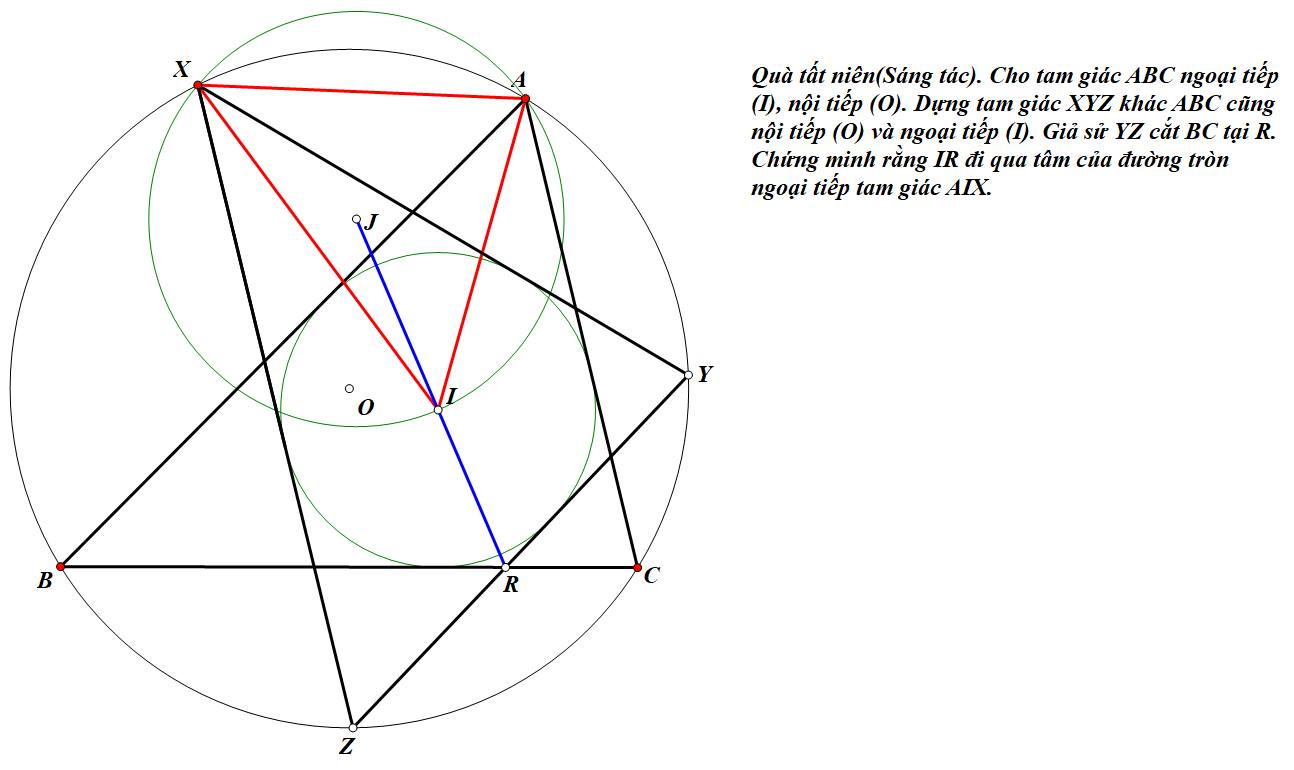 X
A
Quà tất niên(Sáng tác). Cho tam giác ABC ngoại tiếp
(I), nội tiếp (O). Dựng tam giác XYZ khác ABC cũng
nội tiếp (O) và ngoại tiếp (I). Giả sử YZ cắt BC tại R.
Chứng minh rằng IR đi qua tâm của đường tròn
ngoại tiếp tam giác AIX.
J
Y
I
O
B
R
C
Z